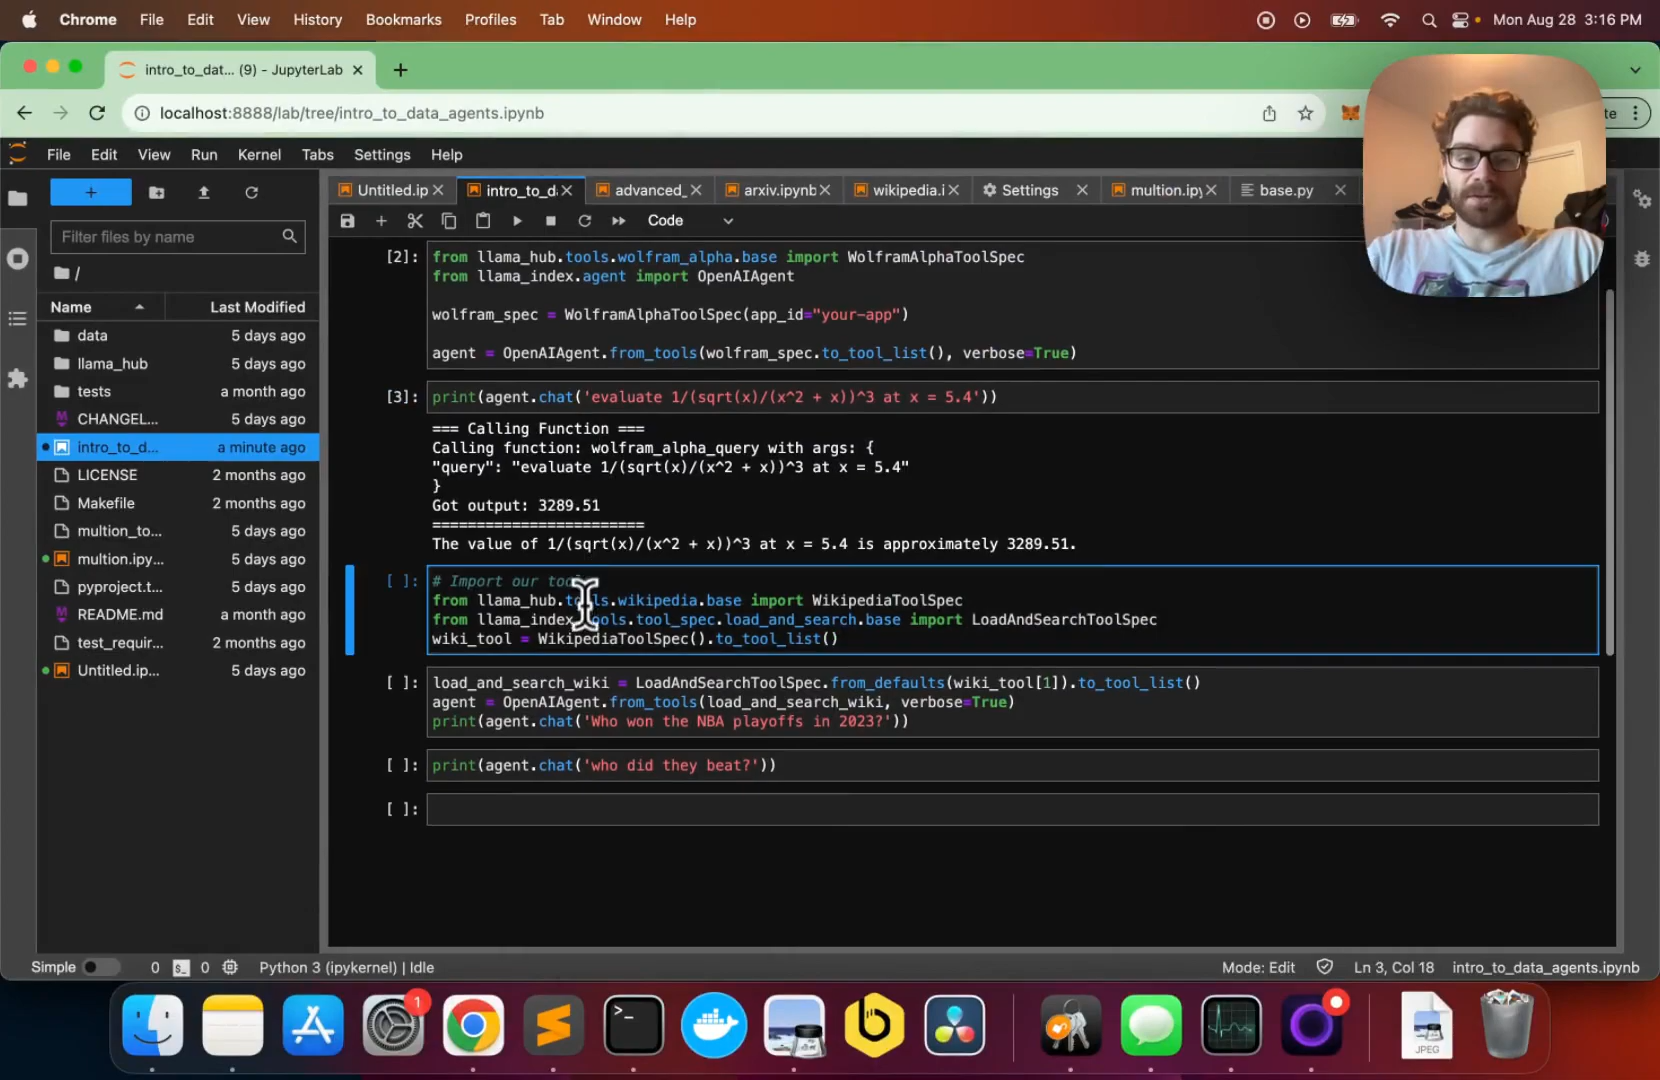 Chrome File Edit View History Bookmarks Profiles Tab Window Help Mon Aug 28 3:16 PM
intro_to_dat... (9) - JupyterLab
localhost:8888/lab/tree/intro_to_data_agents.ipynb
File Edit View Run Kernel Tabs Settings Help
Untitled.ip intro_to_d advanced_ arxiv.ipynb wikipedia.i Settings multion.ipy base.py
Filter files by name
Code
/
Name Last Modified
data 5 days ago
llama_hub 5 days ago
tests a month ago
CHANGEL... 5 days ago
intro_to_d... a minute ago
LICENSE 2 months ago
Makefile 2 months ago
multion_to... 5 days ago
multion.ipy... 5 days ago
pyproject.t... 5 days ago
README.md a month ago
test_requir... 2 months ago
Untitled.ip... 5 days ago
[2]: from llama_hub.tools.wolfram_alpha.base import WolframAlphaToolSpec
from llama_index.agent import OpenAIAgent
wolfram_spec = WolframAlphaToolSpec(app_id="your-app")
agent = OpenAIAgent.from_tools(wolfram_spec.to_tool_list(), verbose=True)
[3]: print(agent.chat('evaluate 1/(sqrt(x)/(x^2 + x))^3 at x = 5.4'))
=== Calling Function ===
Calling function: wolfram_alpha_query with args: {
"query": "evaluate 1/(sqrt(x)/(x^2 + x))^3 at x = 5.4"
}
Got output: 3289.51
========================
The value of 1/(sqrt(x)/(x^2 + x))^3 at x = 5.4 is approximately 3289.51.
[ ]: # Import our tool
from llama_hub.tools.wikipedia.base import WikipediaToolSpec
from llama_index.tools.tool_spec.load_and_search.base import LoadAndSearchToolSpec
wiki_tool = WikipediaToolSpec().to_tool_list()
[ ]: load_and_search_wiki = LoadAndSearchToolSpec.from_defaults(wiki_tool[1]).to_tool_list()
agent = OpenAIAgent.from_tools(load_and_search_wiki, verbose=True)
print(agent.chat('Who won the NBA playoffs in 2023?'))
[ ]: print(agent.chat('who did they beat?'))
[ ]:
Simple 0 0 Python 3 (ipykernel) | Idle Mode: Edit Ln 3, Col 18 intro_to_data_agents.ipynb
1
JPEG